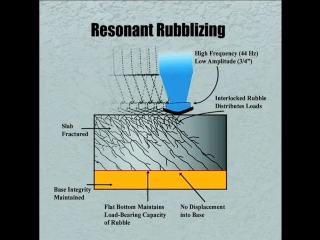 Resonant Rubblizing
High Frequency (44 Hz)
Low Amplitude (3/4")
Interlocked Rubble
Distributes Loads
Slab
Fractured
Base Integrity
Maintained
Flat Bottom Maintains
Load-Bearing Capacity
of Rubble
No Displacement
into Base